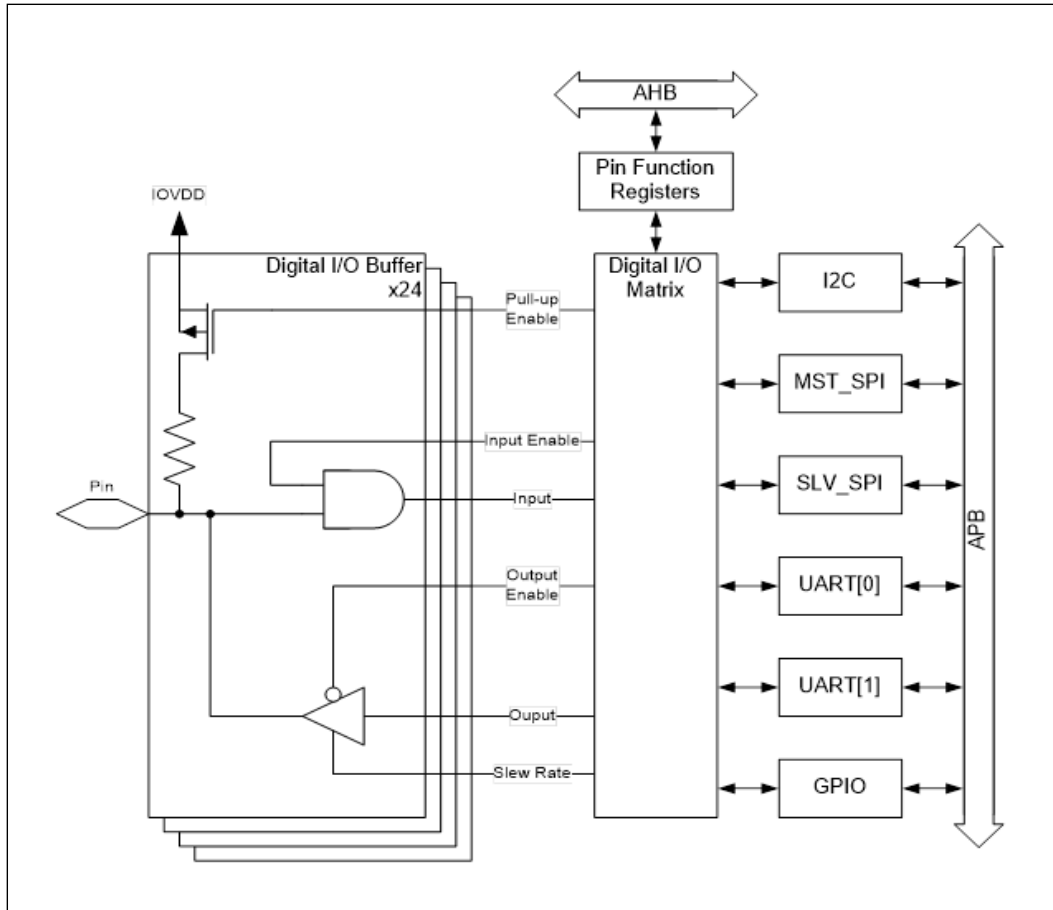 AHB
Pin Function
Registers
IOVDD
Digital I/O Buffer
x24
Digital I/O
Matrix
Pull-up
Enable
I2C
MST_SPI
Input Enable
Pin
Input
SLV_SPI
APB
Output
Enable
UART[0]
UART[1]
Ouput
Slew Rate
GPIO